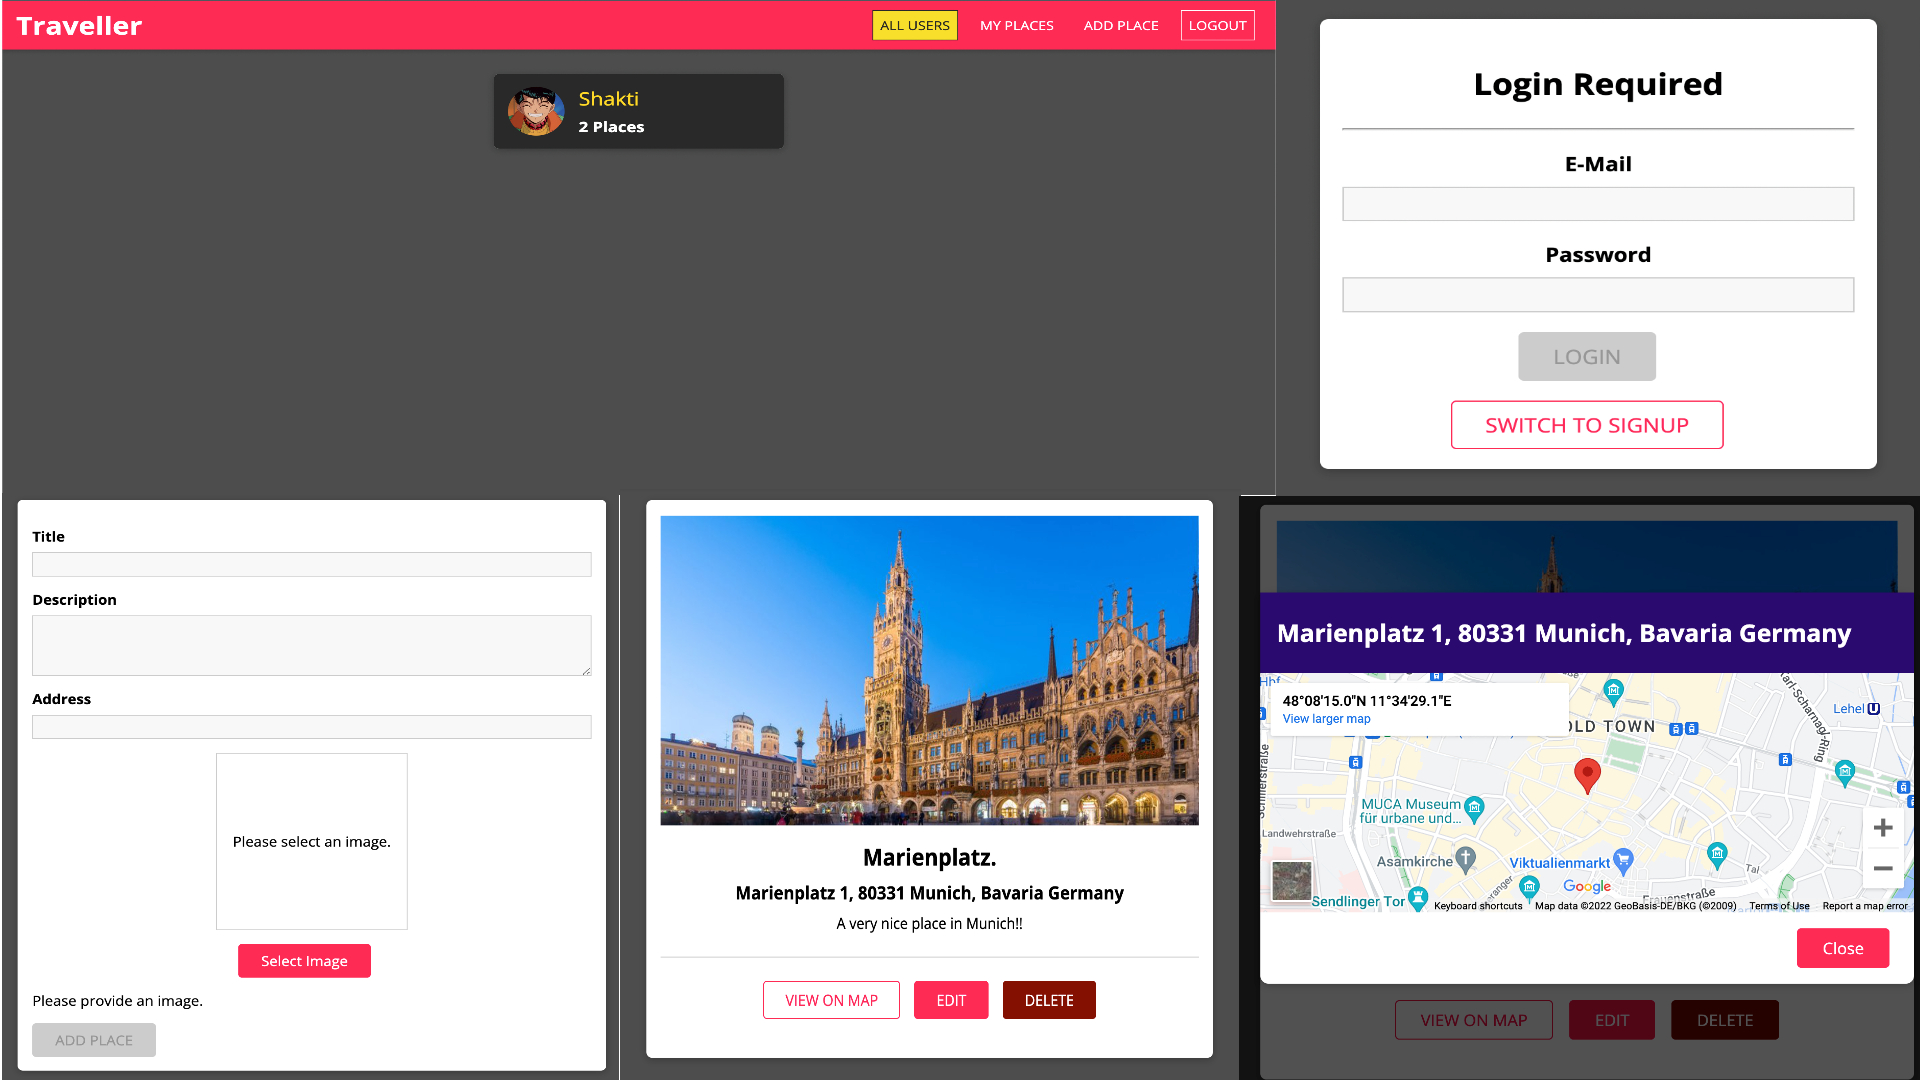 Traveller
ALL USERS
MY PLACES
ADD PLACE
LOGOUT
Shakti
2 Places
Login Required
E-Mail
Password
LOGIN
SWITCH TO SIGNUP
Title
Description
Address
Please select an image.
Select Image
Please provide an image.
ADD PLACE
Marienplatz.
Marienplatz 1, 80331 Munich, Bavaria Germany
A very nice place in Munich!!
VIEW ON MAP
EDIT
DELETE
Marienplatz 1, 80331 Munich, Bavaria Germany
Hbf
48°08'15.0"N 11°34'29.1"E
View larger map
OLD TOWN
Karl-Scharnagl-Ring
Lehel
MUCA Museum
für urbane und...
Landwehrstraße
Asamkirche
Viktualienmarkt
Tal
Frauenstraße
Sendlinger Tor
Google
Keyboard shortcuts
Map data ©2022 GeoBasis-DE/BKG (©2009)
Terms of Use
Report a map error
Close
VIEW ON MAP
EDIT
DELETE